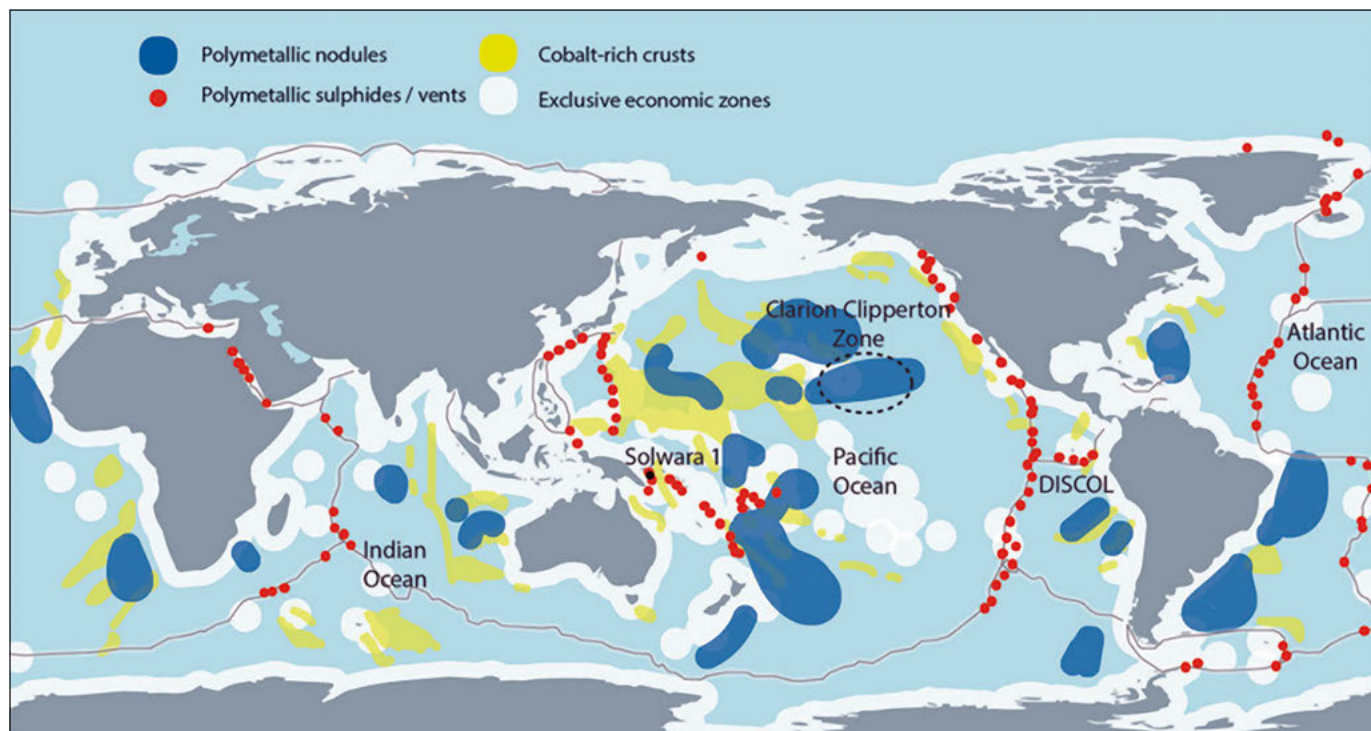 Polymetallic nodules
Cobalt-rich crusts
Polymetallic sulphides / vents
Exclusive economic zones
Clarion Clipperton
Zone
Atlantic
Ocean
Solwara 1
Pacific
Ocean
DISCOL
Indian
Ocean